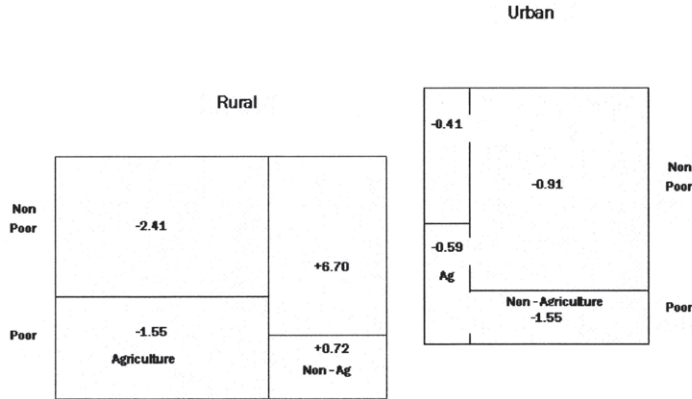 Urban
Rural
-0.41
Non
Poor
-0.91
Non
Poor
-2.41
-0.59
+6.70
Ag
Non - Agriculture
-1.55
Poor
Poor
-1.55
Agriculture
+0.72
Non - Ag